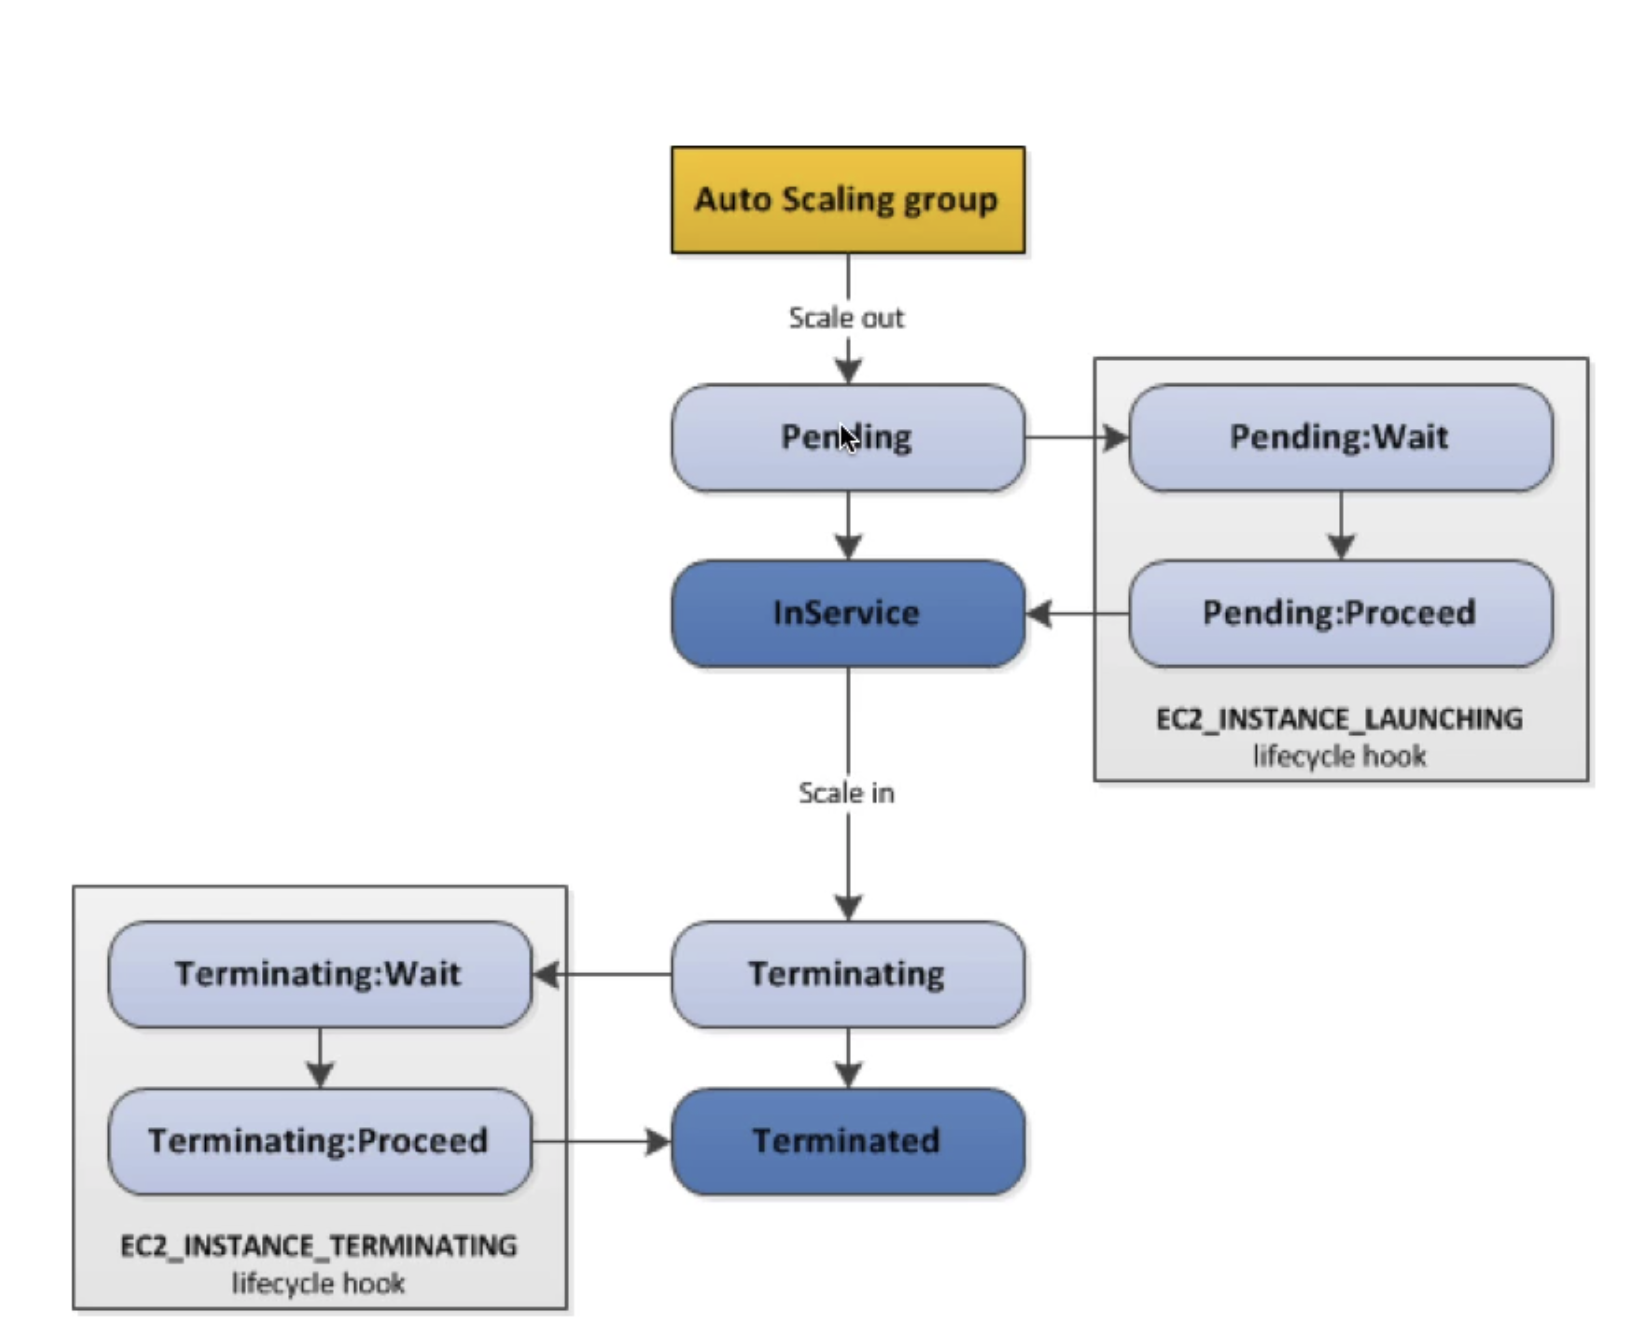 Auto Scaling group
Scale out
Pending
Pending:Wait
InService
Pending:Proceed
EC2_INSTANCE_LAUNCHING
lifecycle hook
Scale in
Terminating:Wait
Terminating
Terminating:Proceed
Terminated
EC2_INSTANCE_TERMINATING
lifecycle hook